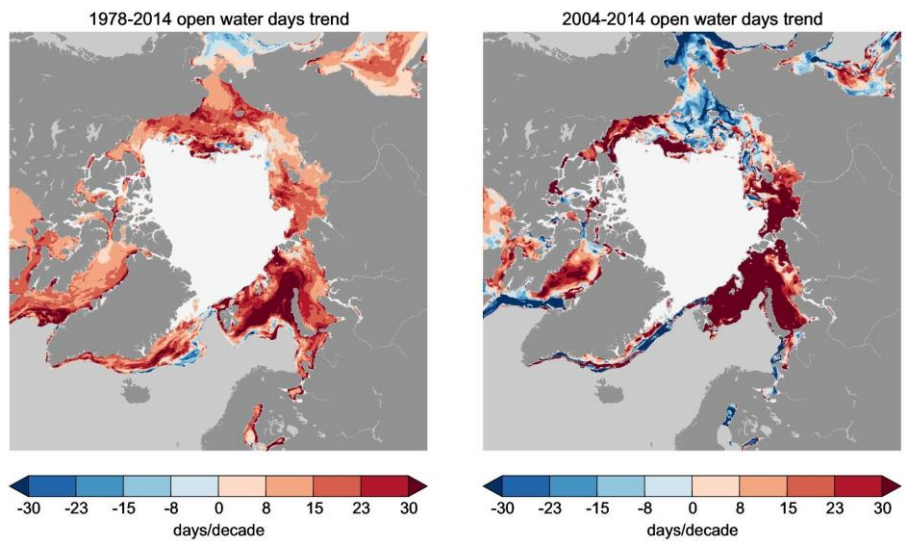 1978-2014 open water days trend
2004-2014 open water days trend
-30 -23 -15 -8 0 8 15 23 30
days/decade
-30 -23 -15 -8 0 8 15 23 30
days/decade